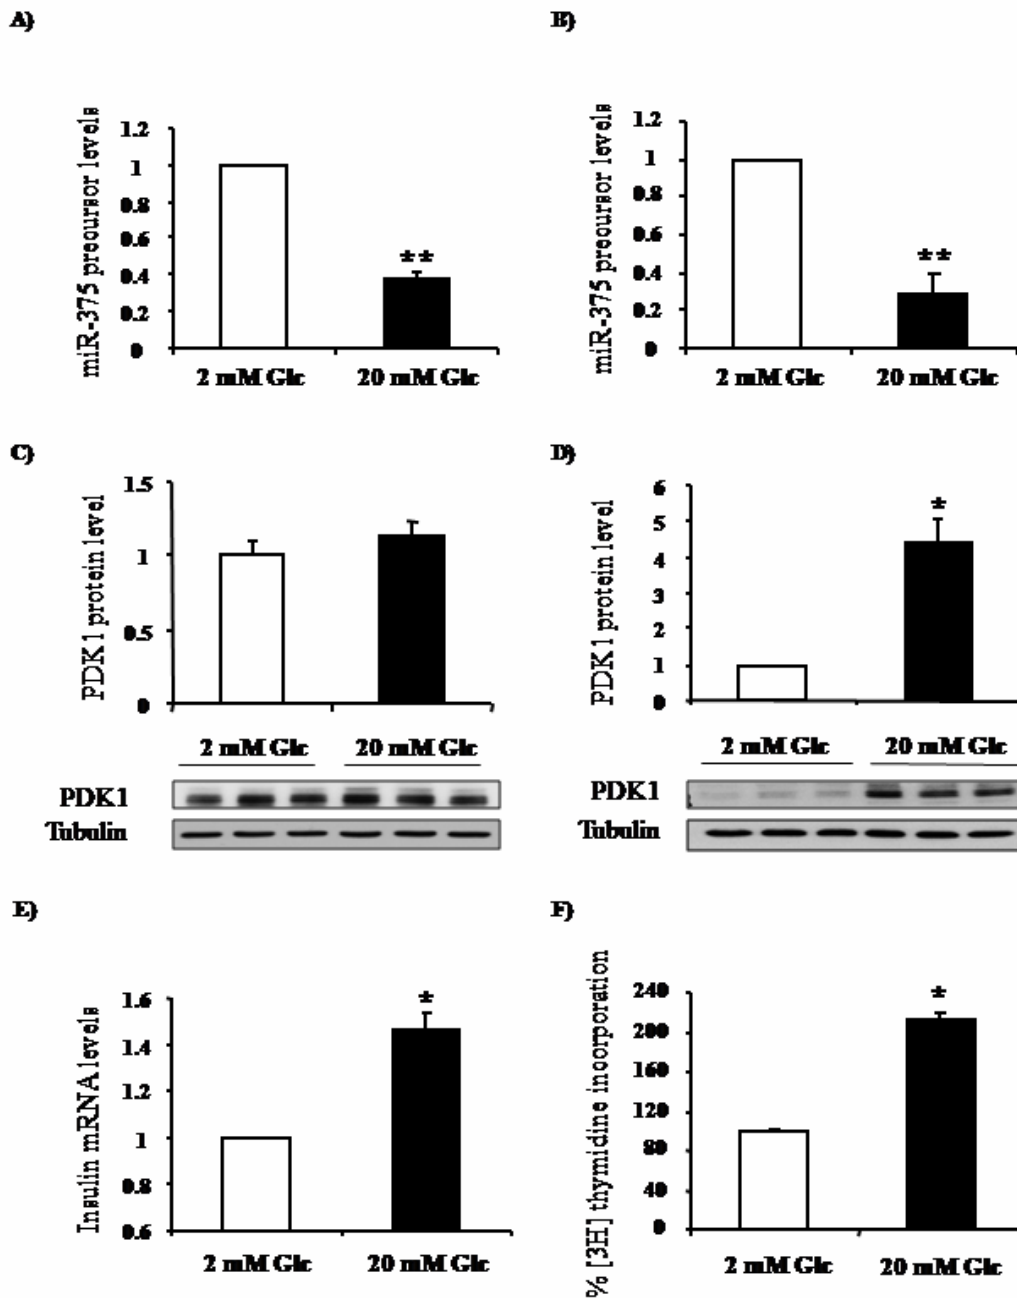 A)
miR-375 precursor levels
1.2
1
0.8
0.6
0.4
0.2
0
**
2 mM Glc
20 mM Glc
B)
miR-375 precursor levels
1.2
1
0.8
0.6
0.4
0.2
0
**
2 mM Glc
20 mM Glc
C)
PDK1 protein level
1.5
1
0.5
0
2 mM Glc
20 mM Glc
PDK1
Tubulin
D)
PDK1 protein level
6
5
4
3
2
1
0
*
2 mM Glc
20 mM Glc
PDK1
Tubulin
E)
Insulin mRNA levels
1.6
1.4
1.2
1
0.8
0.6
*
2 mM Glc
20 mM Glc
F)
% [3H] thymidine incorporation
240
200
160
120
80
40
0
*
2 mM Glc
20 mM Glc